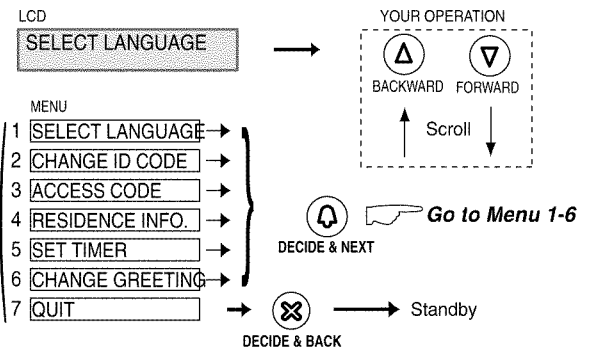 LCD
YOUR OPERATION
SELECT LANGUAGE
BACKWARD FORWARD
Scroll
MENU
1 SELECT LANGUAGE
2 CHANGE ID CODE
3 ACCESS CODE
4 RESIDENCE INFO.
5 SET TIMER
6 CHANGE GREETING
7 QUIT
DECIDE & NEXT
Go to Menu 1-6
DECIDE & BACK
Standby